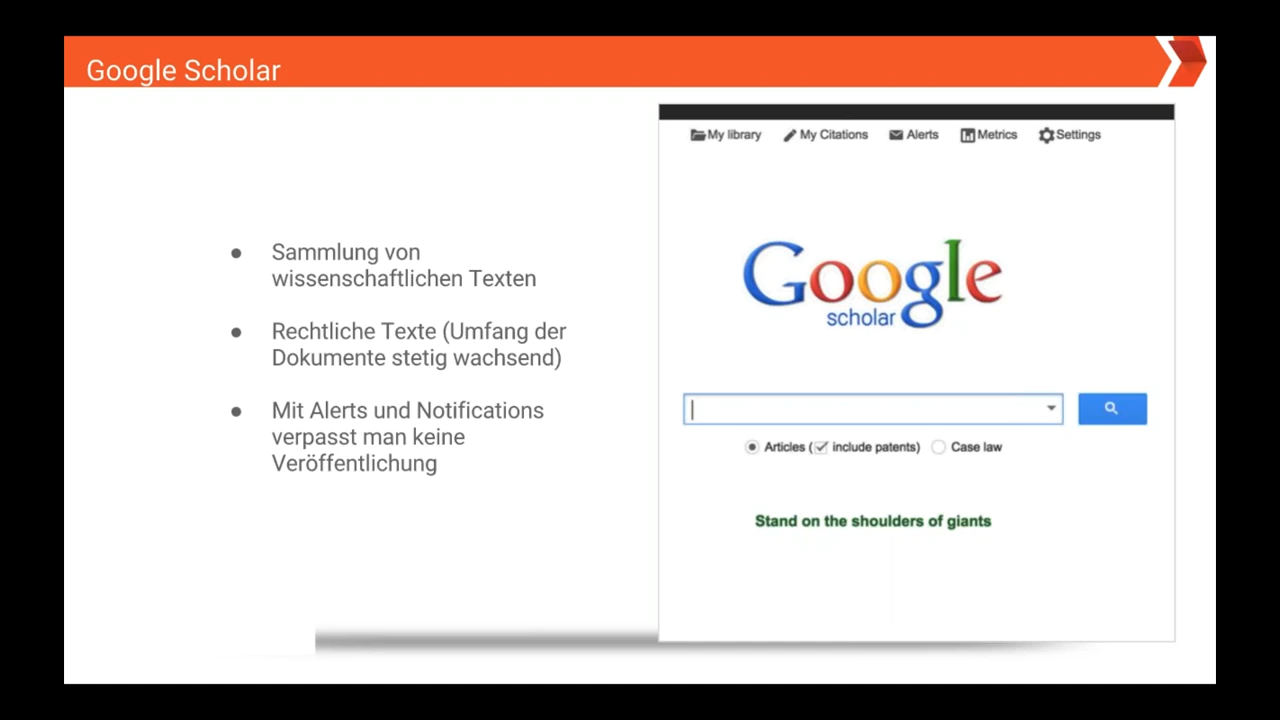 Google Scholar
Sammlung von
wissenschaftlichen Texten
Rechtliche Texte (Umfang der
Dokumente stetig wachsend)
Mit Alerts und Notifications
verpasst man keine
Veröffentlichung
My library My Citations Alerts Metrics Settings
Google
scholar
Articles (include patents) Case law
Stand on the shoulders of giants